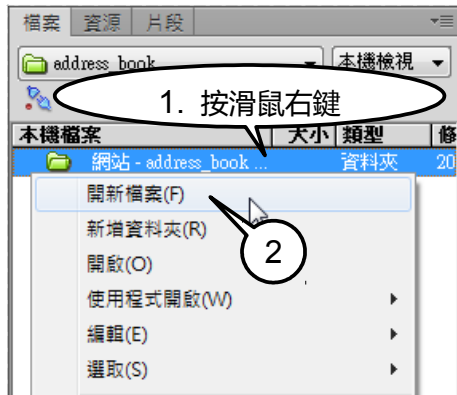 檔案 資源 片段
address_book 本機檢視
1. 按滑鼠右鍵
本機檔案 大小 類型
網站 - address_book ... 資料夾 20
開新檔案(F)
新增資料夾(R)
2
開啟(O)
使用程式開啟(W)
編輯(E)
選取(S)